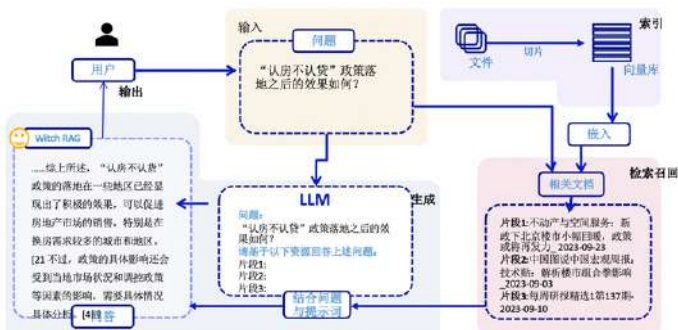 输入
问题
“认房不认贷”政策落
地之后的效果如何？
用户
输出
索引
文件
切片
向量库
嵌入
检索召回
相关文档
片段1:不动产与空间服务：新
政下北京楼市小幅回暖，政策
或将再发力_2023-09-23
片段2:中国图说中国宏观周报；
技术贴：解析楼市组合拳影响
_2023-09-03
片段3:每周研报精选1第137期-
2023-09-10
生成
LLM
问题：
“认房不认贷”政策落地之后的效
果如何？
请基于以下资源回答上述问题：
片段1:
片段2:
片段3:
结合问题
与提示词
Witch RAG
……综上所述，“认房不认贷”
政策的落地在一些地区已经显
现出了积极的效果，可以促进
房地产市场的销售，特别是在
换房需求较多的城市和地区。
[21 不过，政策的具体影响还会
受到当地市场状况和调控政策
等因素的影响，需要具体情况
具体分析。[4]
回答